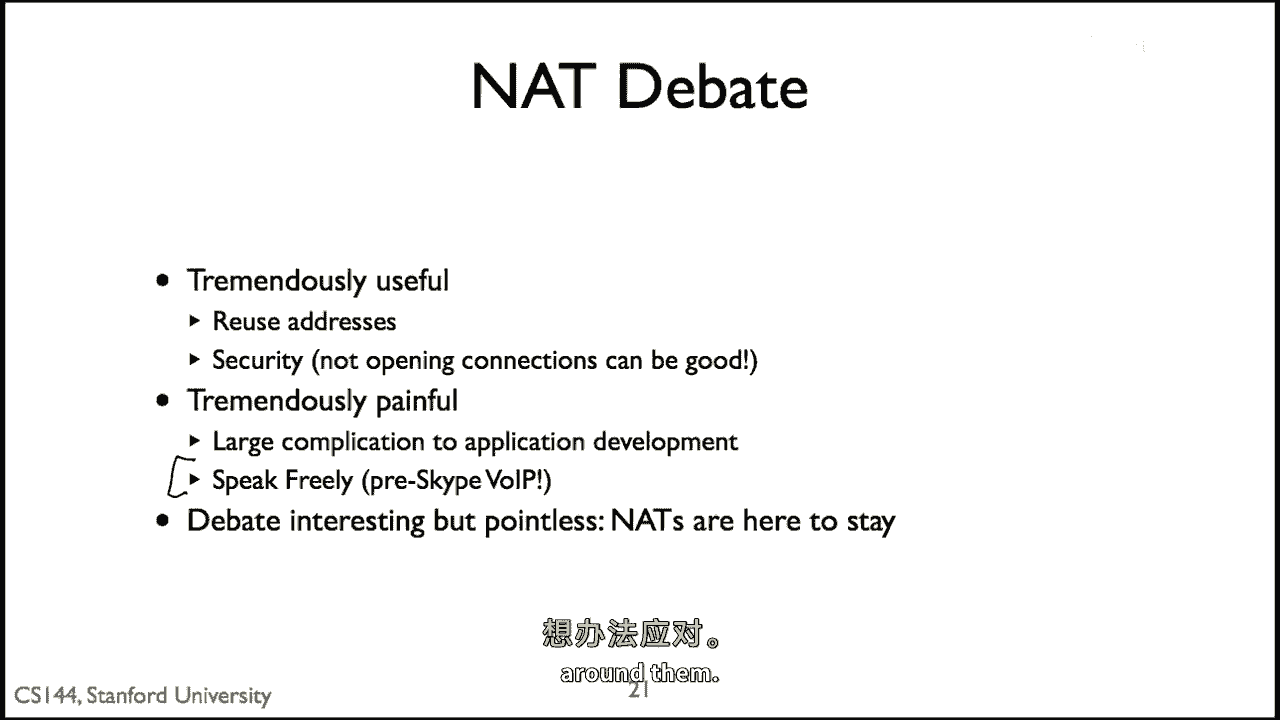 NAT Debate
• Tremendously useful
▸ Reuse addresses
▸ Security (not opening connections can be good!)
• Tremendously painful
▸ Large complication to application development
▸ Speak Freely (pre-Skype VoIP!)
• Debate interesting but pointless: NATs are here to stay
想办法应对。
around them.
CS144, Stanford University
21